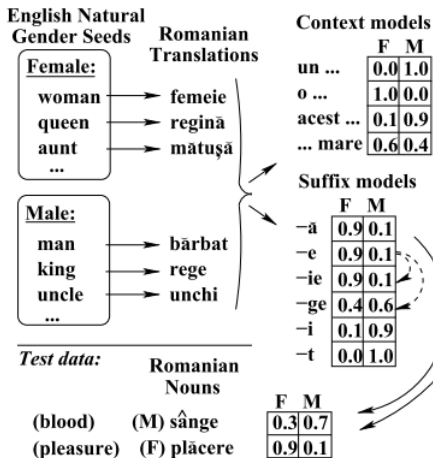 English Natural
Gender Seeds
Romanian
Translations
Female:
woman femeie
queen regină
aunt mătuşă
...
Male:
man bărbat
king rege
uncle unchi
...
Context models
F M
un ... 0.0 1.0
o ... 1.0 0.0
acest ... 0.1 0.9
... mare 0.6 0.4
Suffix models
F M
−ă 0.9 0.1
−e 0.9 0.1
−ie 0.9 0.1
−ge 0.4 0.6
−i 0.1 0.9
−t 0.0 1.0
Test data:
Romanian
Nouns
F M
(blood) (M) sânge 0.3 0.7
(pleasure) (F) plăcere 0.9 0.1